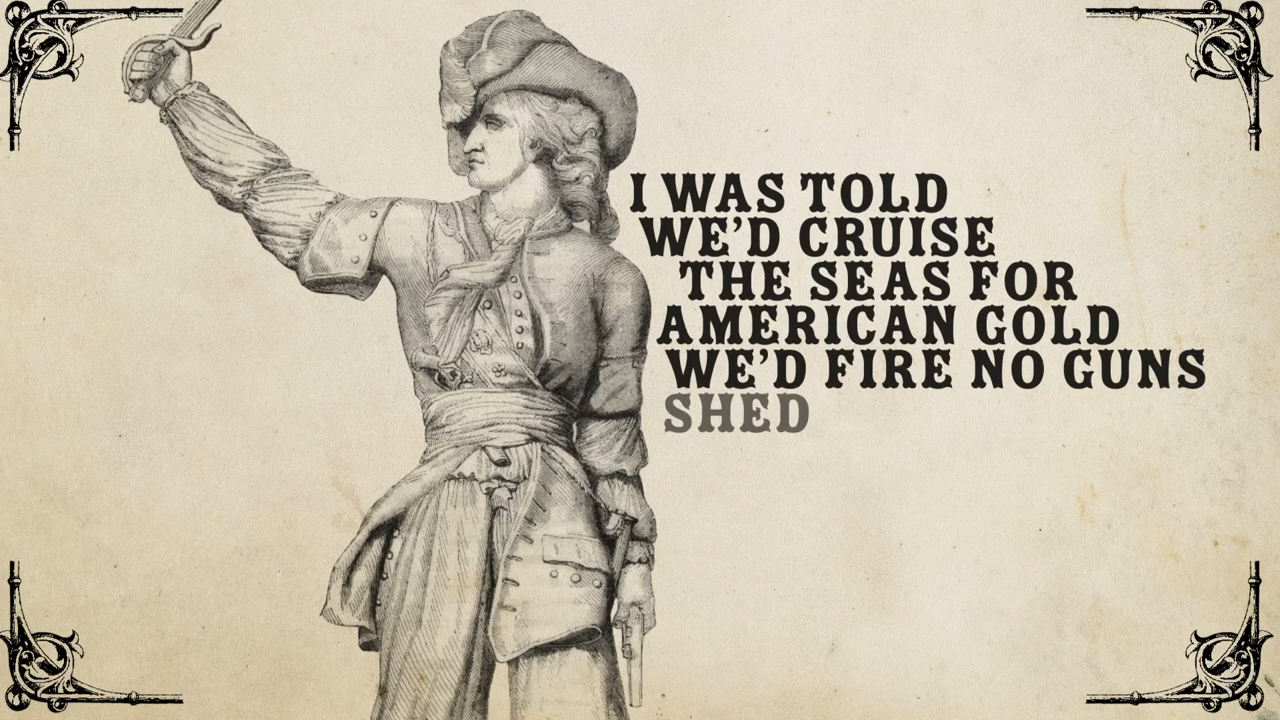 I WAS TOLD
WE'D CRUISE
THE SEAS FOR
AMERICAN GOLD
WE'D FIRE NO GUNS
SHED